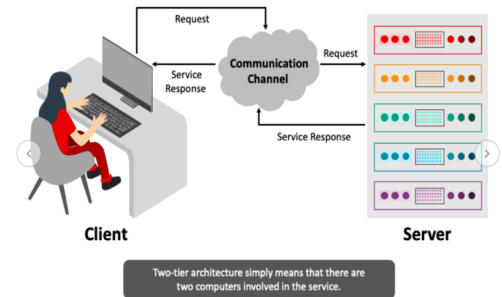 Request
Service
Response
Communication
Channel
Request
Service Response
Client
Server
Two-tier architecture simply means that there are
two computers involved in the service.